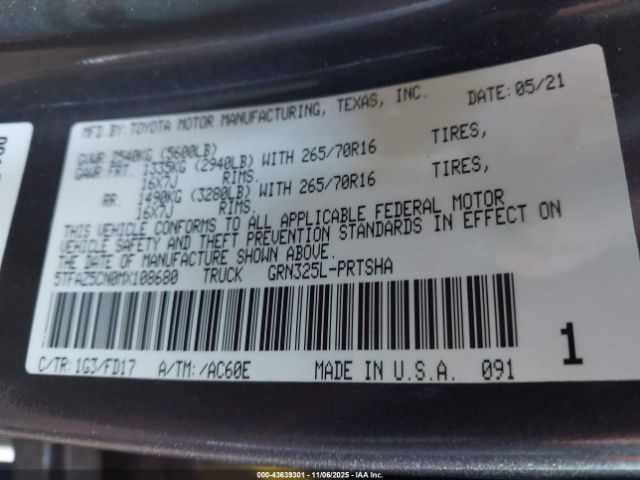 MFD.BY:TOYOTA MOTOR MANUFACTURING, TEXAS, INC. DATE:05/21
GVWR 2540KG (5600LB)
GAWR:FRT. 1335KG (2940LB) WITH 265/70R16 TIRES,
16X7J RIMS.
RR. 1490KG (3280LB) WITH 265/70R16 TIRES,
16X7J RIMS.
THIS VEHICLE CONFORMS TO ALL APPLICABLE FEDERAL MOTOR
VEHICLE SAFETY AND THEFT PREVENTION STANDARDS IN EFFECT ON
THE DATE OF MANUFACTURE SHOWN ABOVE.
5TFAZ5CN0MX108680 TRUCK GRN325L-PRTSHA
C/TR:1G3/FD17 A/TM:/AC60E MADE IN U.S.A. 091 1
000-43639301 - 11/06/2025 - IAAHTX